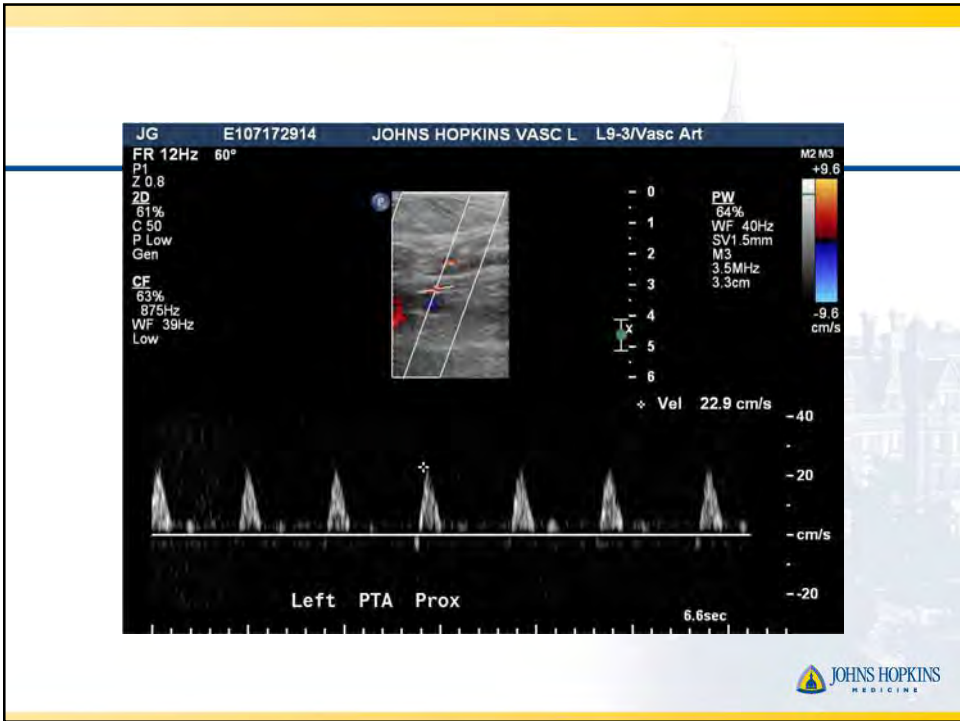 JG E107172914 JOHNS HOPKINS VASC L L9-3/Vasc Art
FR 12Hz 60°
P1
Z 0.8
2D
61%
C 50
P Low
Gen
CF
63%
875Hz
WF 39Hz
Low
P
0
1
2
3
4
x
5
6
PW
64%
WF 40Hz
SV1.5mm
M3
3.5MHz
3.3cm
M2 M3
+9.6
-9.6
cm/s
Vel 22.9 cm/s
40
20
cm/s
-20
Left PTA Prox
6.6sec
JOHNS HOPKINS
MEDICINE